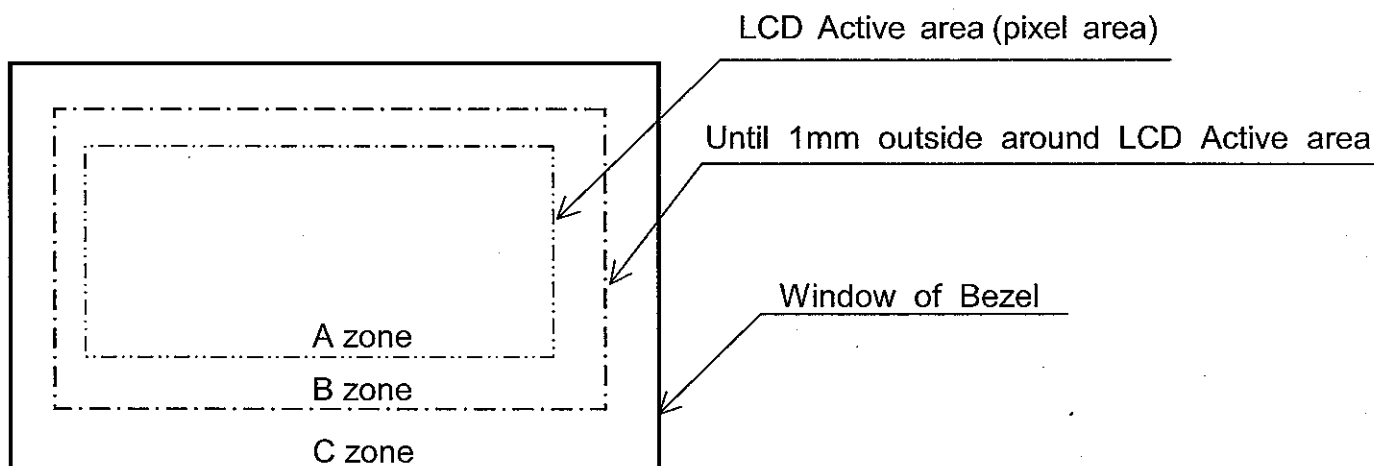 LCD Active area (pixel area)
Until 1mm outside around LCD Active area
Window of Bezel
A zone
B zone
C zone